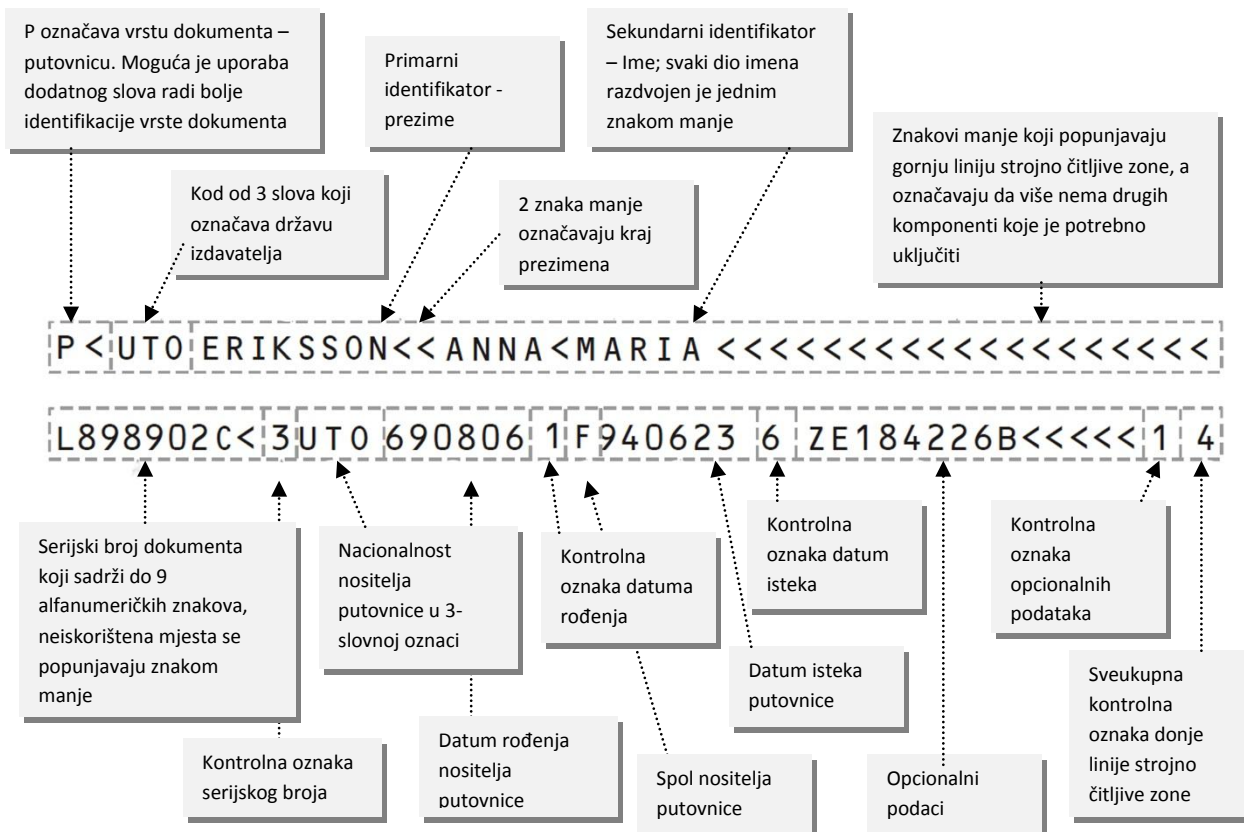 P označava vrstu dokumenta –
putovnicu. Moguća je uporaba
dodatnog slova radi bolje
identifikacije vrste dokumenta
Primarni
identifikator -
prezime
Sekundarni identifikator
– Ime; svaki dio imena
razdvojen je jednim
znakom manje
Znakovi manje koji popunjavaju
gornju liniju strojno čitljive zone, a
označavaju da više nema drugih
komponenti koje je potrebno
uključiti
Kod od 3 slova koji
označava državu
izdavatelja
2 znaka manje
označavaju kraj
prezimena
P<UTOERIKSSON<<ANNA<MARIA<<<<<<<<<<<<<<<<<<<
L898902C<3UTO6908061F9406236ZE184226B<<<<<14
Serijski broj dokumenta
koji sadrži do 9
alfanumeričkih znakova,
neiskorištena mjesta se
popunjavaju znakom
manje
Nacionalnost
nositelja
putovnice u 3-
slovnoj oznaci
Kontrolna
oznaka datuma
rođenja
Kontrolna
oznaka datum
isteka
Kontrolna
oznaka
opcionalnih
podataka
Kontrolna oznaka
serijskog broja
Datum rođenja
nositelja
putovnice
Spol nositelja
putovnice
Datum isteka
putovnice
Opcionalni
podaci
Sveukupna
kontrolna
oznaka donje
linije strojno
čitljive zone